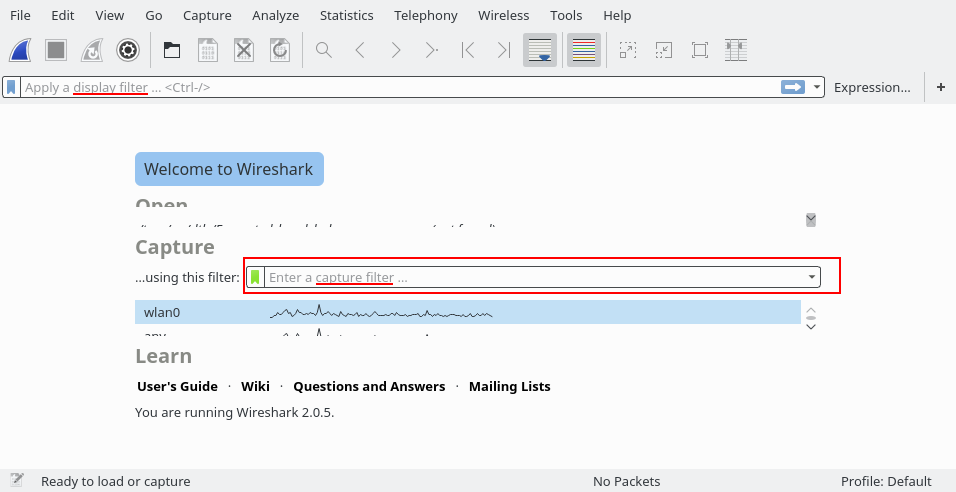 File Edit View Go Capture Analyze Statistics Telephony Wireless Tools Help
Apply a display filter ... <Ctrl-/> Expression... +
Welcome to Wireshark
Open
Capture
...using this filter: Enter a capture filter ...
wlan0
any
Learn
User's Guide · Wiki · Questions and Answers · Mailing Lists
You are running Wireshark 2.0.5.
Ready to load or capture No Packets Profile: Default